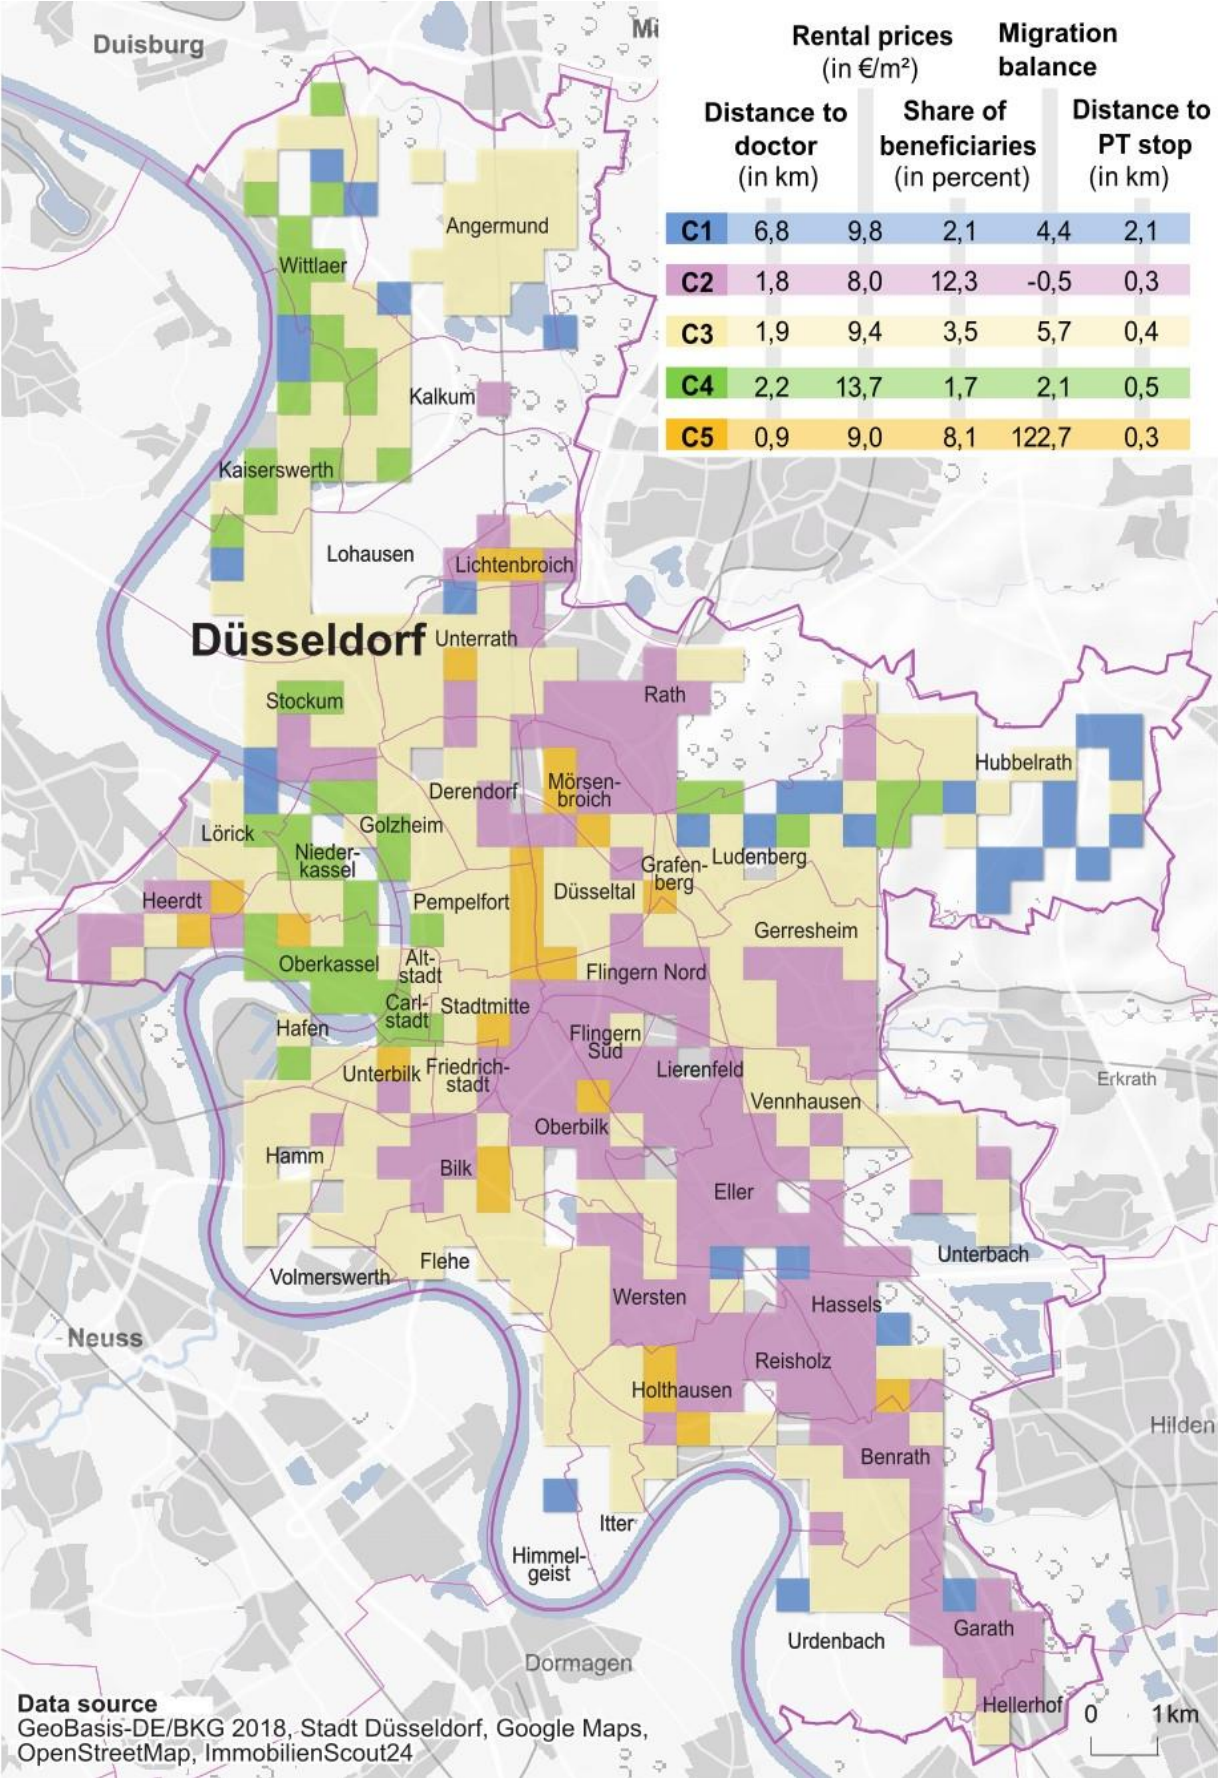 Duisburg
Mü
Rental prices
(in €/m²)
Migration
balance
Distance to
doctor
(in km)
Share of
beneficiaries
(in percent)
Distance to
PT stop
(in km)
C1 6,8 9,8 2,1 4,4 2,1
C2 1,8 8,0 12,3 -0,5 0,3
C3 1,9 9,4 3,5 5,7 0,4
C4 2,2 13,7 1,7 2,1 0,5
C5 0,9 9,0 8,1 122,7 0,3
Angermund
Wittlaer
Kalkum
Kaiserswerth
Lohausen
Lichtenbroich
Düsseldorf
Unterrath
Stockum
Rath
Hubbelrath
Derendorf
Mörsen-
broich
Lörick
Golzheim
Nieder-
kassel
Grafen-
berg
Ludenberg
Heerdt
Pempelfort
Düsseltal
Gerresheim
Oberkassel
Alt-
stadt
Flingern Nord
Carl-
stadt
Stadtmitte
Hafen
Flingern
Süd
Unterbilk
Friedrich-
stadt
Lierenfeld
Erkrath
Vennhausen
Oberbilk
Hamm
Bilk
Eller
Unterbach
Flehe
Volmerswerth
Wersten
Hassels
Neuss
Reisholz
Holthausen
Hilden
Benrath
Itter
Himmel-
geist
Urdenbach
Garath
Dormagen
Hellerhof
0 1 km
Data source
GeoBasis-DE/BKG 2018, Stadt Düsseldorf, Google Maps,
OpenStreetMap, ImmobilienScout24